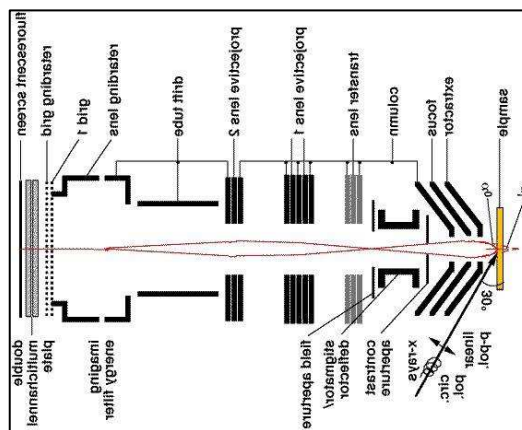 fluorescent screen
retarding grid
grid 1
retarding lens
drift tube
projective lens 2
projective lens 1
transfer lens
column
focus
extractor
sample
30°
double
multichannel
plate
imaging
energy filter
field aperture
stigmator/
deflector
contrast
aperture
x-rays
circ.
pol.
linear
p-pol.